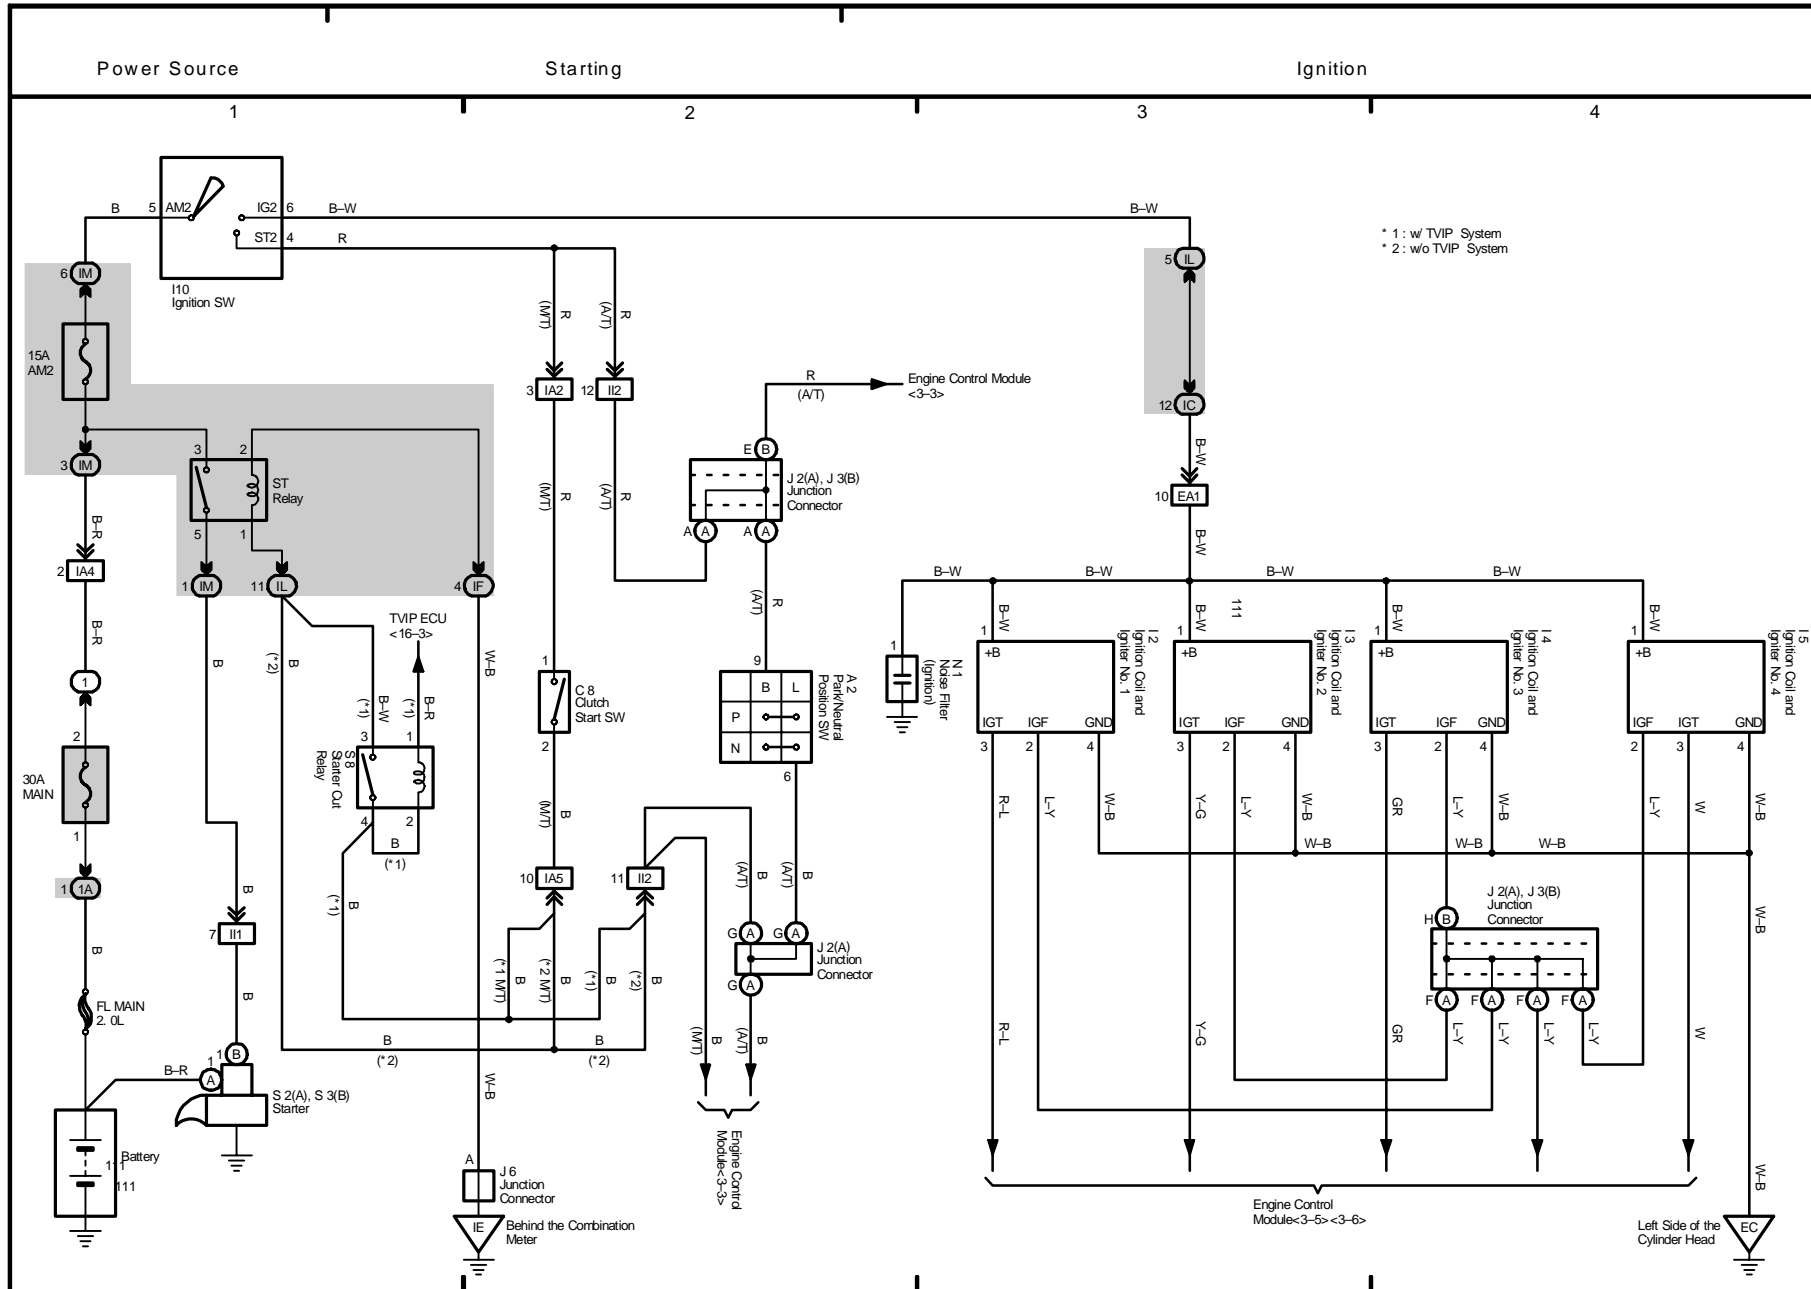 Power Source
Starting
Ignition
1
2
3
4
B
5
AM2
IG2
6
B–W
B–W
ST2
4
R
* 1 : w/ TVIP System
* 2 : w/o TVIP System
6
IM
I10
Ignition SW
5
IL
(M/T)
R
(A/T)
R
15A
AM2
3
IA2
12
II2
R
(A/T)
Engine Control Module
<3–3>
12
IC
B–W
3
IM
3
2
ST
Relay
5
1
(M/T)
R
(A/T)
R
E
B
J 2(A), J 3(B)
Junction
Connector
A
A
A
A
10
EA1
B–W
B–R
2
IA4
1
IM
11
IL
4
IF
B–W
B–W
B–W
B–W
B–R
B
(*2)
B
TVIP ECU
<16–3>
W–B
(A/T)
R
111
1
1
B–W
1
B–W
1
B–W
1
B–W
N 1
Noise Filter
(Ignition)
+B
IGT
IGF
GND
I 2
Ignition Coil and
Igniter No. 1
+B
IGT
IGF
GND
I 3
Ignition Coil and
Igniter No. 2
+B
IGT
IGF
GND
I 4
Ignition Coil and
Igniter No. 3
+B
IGF
IGT
GND
I 5
Ignition Coil and
Igniter No. 4
1
(*1)
B–W
(*1)
B–R
1
C 8
Clutch
Start SW
2
9
B
L
P
N
A 2
Park/Neutral
Position SW
6
2
30A
MAIN
1
3
1
S 8
Starter Cut
Relay
4
2
B
(*1)
3
2
4
3
2
4
3
2
4
2
3
4
R–L
L–Y
W–B
Y–G
L–Y
W–B
GR
L–Y
W–B
L–Y
W
W–B
W–B
W–B
W–B
(M/T)
B
1
1A
B
7
II1
(*1)
B
10
IA5
11
II2
(A/T)
B
(A/T)
B
G
A
G
A
J 2(A)
Junction
Connector
G
A
J 2(A), J 3(B)
Junction
Connector
H
B
F
A
F
A
F
A
F
A
W–B
B
FL MAIN
2. 0L
B
(*1 M/T)
B
(*2 M/T)
B
(*1)
B
(*2)
B
B
(*2)
B
(*2)
(M/T)
B
(A/T)
B
R–L
Y–G
GR
L–Y
L–Y
L–Y
L–Y
W
B–R
1
A
1
B
S 2(A), S 3(B)
Starter
W–B
Battery
111
111
A
J 6
Junction
Connector
IE
Behind the Combination
Meter
Engine Control
Module<3–3>
Engine Control
Module<3–5><3–6>
W–B
Left Side of the
Cylinder Head
EC